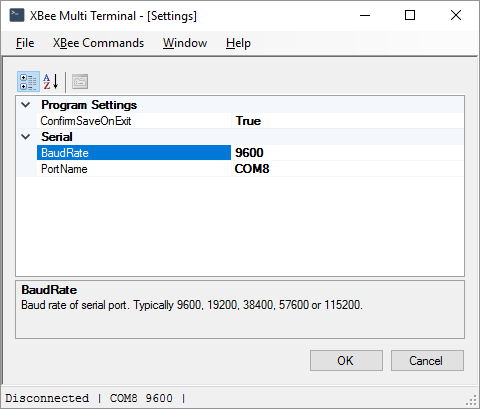 XBee Multi Terminal - [Settings]
File XBee Commands Window Help
A
Z
Program Settings
ConfirmSaveOnExit True
Serial
BaudRate 9600
PortName COM8
BaudRate
Baud rate of serial port. Typically 9600, 19200, 38400, 57600 or 115200.
OK Cancel
Disconnected | COM8 9600 |